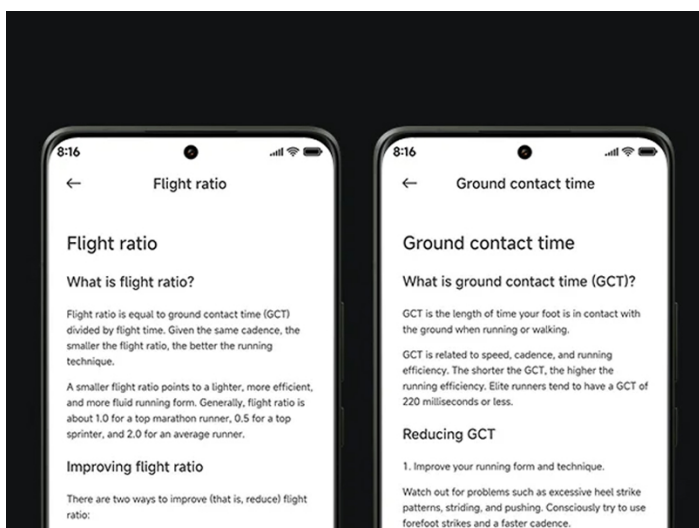 8:16
Flight ratio
Flight ratio
What is flight ratio?
Flight ratio is equal to ground contact time (GCT)
divided by flight time. Given the same cadence, the
smaller the flight ratio, the better the running
technique.
A smaller flight ratio points to a lighter, more efficient,
and more fluid running form. Generally, flight ratio is
about 1.0 for a top marathon runner, 0.5 for a top
sprinter, and 2.0 for an average runner.
Improving flight ratio
There are two ways to improve (that is, reduce) flight
ratio:
8:16
Ground contact time
Ground contact time
What is ground contact time (GCT)?
GCT is the length of time your foot is in contact with
the ground when running or walking.
GCT is related to speed, cadence, and running
efficiency. The shorter the GCT, the higher the
running efficiency. Elite runners tend to have a GCT of
220 milliseconds or less.
Reducing GCT
1. Improve your running form and technique.
Watch out for problems such as excessive heel strike
patterns, striding, and pushing. Consciously try to use
forefoot strikes and a faster cadence.